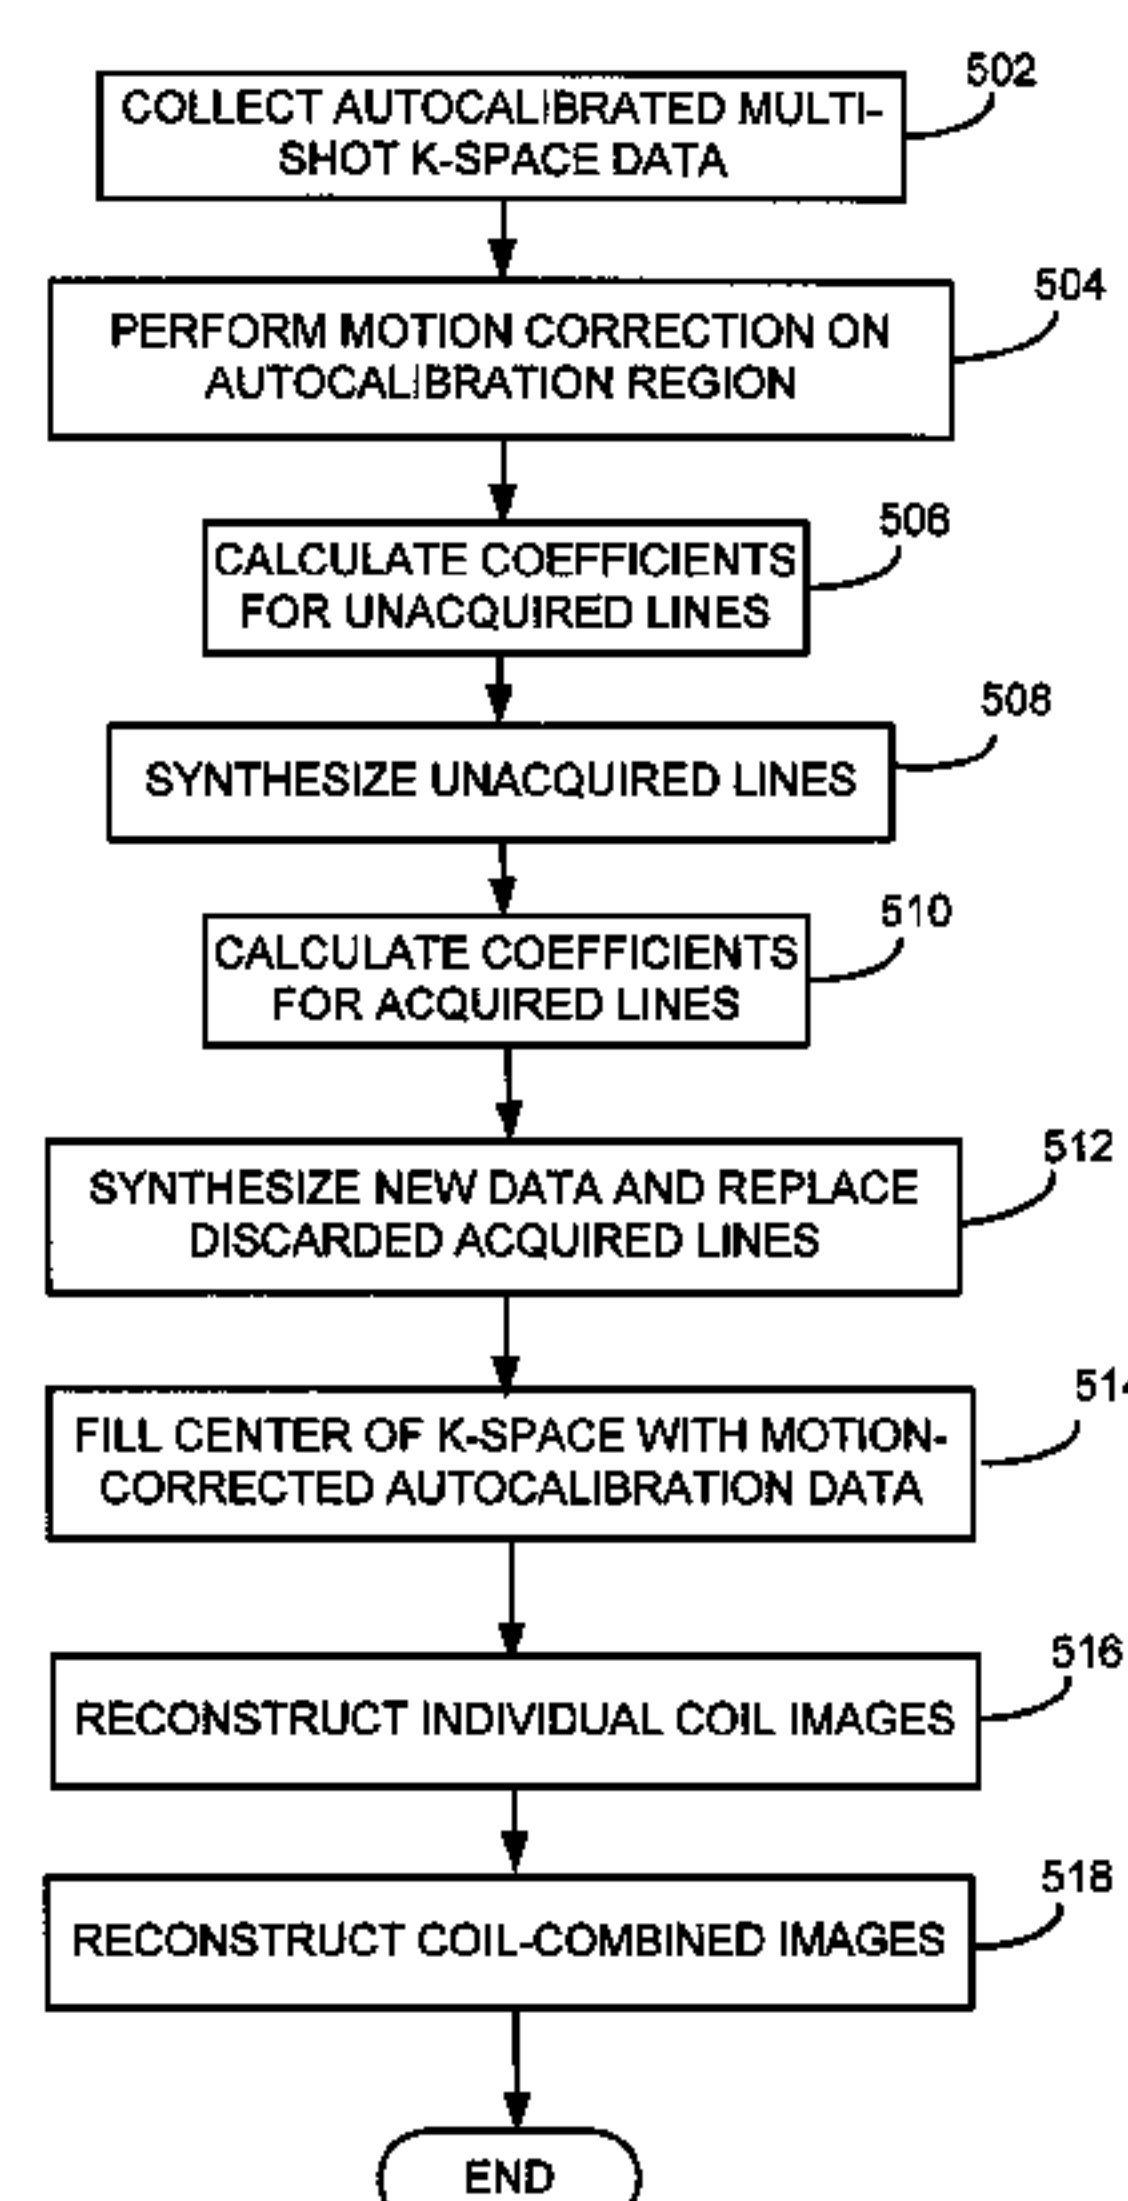 502
COLLECT AUTOCALIBRATED MULTI-
SHOT K-SPACE DATA
504
PERFORM MOTION CORRECTION ON
AUTOCALIBRATION REGION
506
CALCULATE COEFFICIENTS
FOR UNACQUIRED LINES
508
SYNTHESIZE UNACQUIRED LINES
510
CALCULATE COEFFICIENTS
FOR ACQUIRED LINES
512
SYNTHESIZE NEW DATA AND REPLACE
DISCARDED ACQUIRED LINES
514
FILL CENTER OF K-SPACE WITH MOTION-
CORRECTED AUTOCALIBRATION DATA
516
RECONSTRUCT INDIVIDUAL COIL IMAGES
518
RECONSTRUCT COIL-COMBINED IMAGES
END